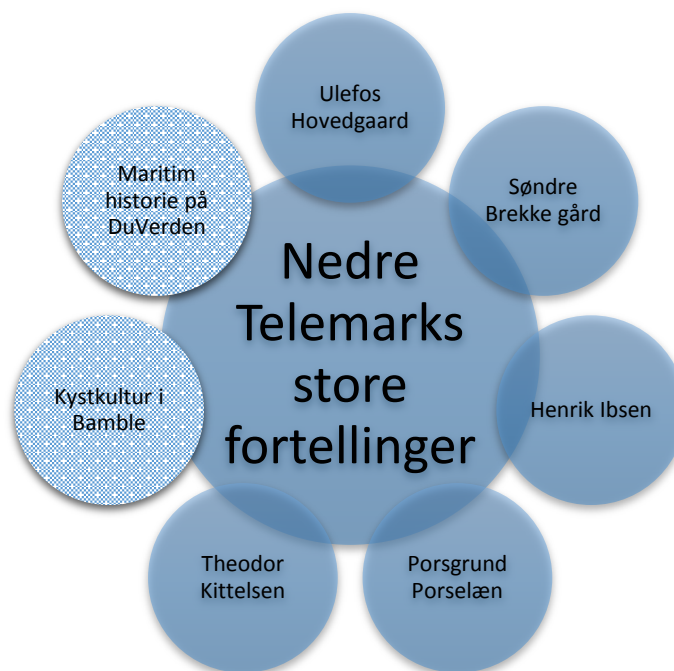 Ulefos
Hovedgaard
Søndre
Brekke gård
Henrik Ibsen
Porsgrund
Porselæn
Theodor
Kittelsen
Kystkultur i
Bamble
Maritim
historie på
DuVerden
Nedre
Telemarks
store
fortellinger